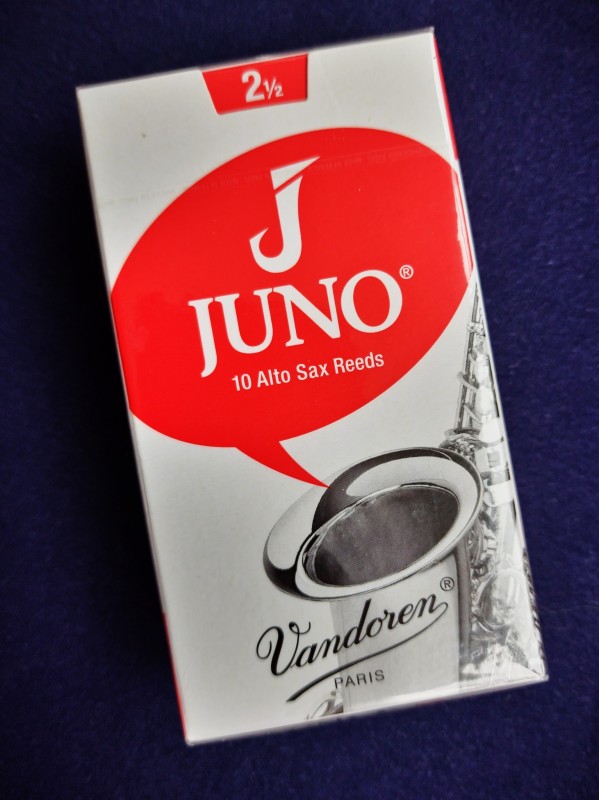 2½
J
JUNO®
10 Alto Sax Reeds
Vandoren®
PARIS